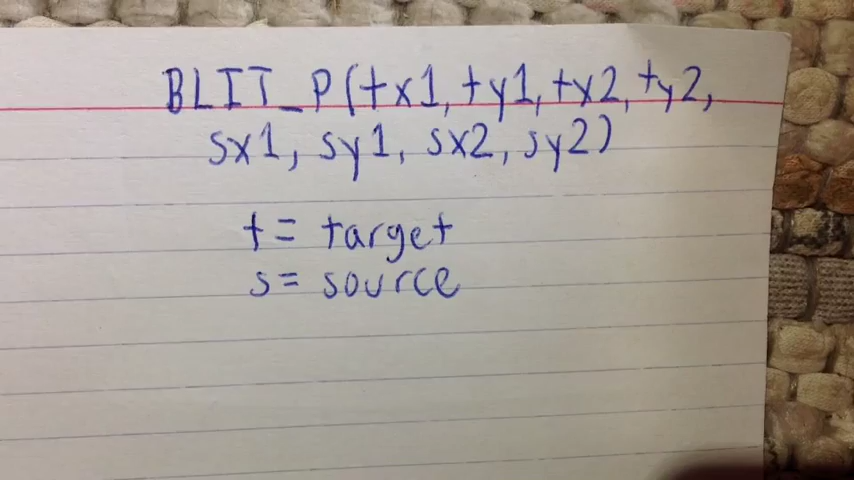 BLIT_P(tx1, ty1, tx2, ty2,
sx1, sy1, sx2, sy2)
t = target
s = source